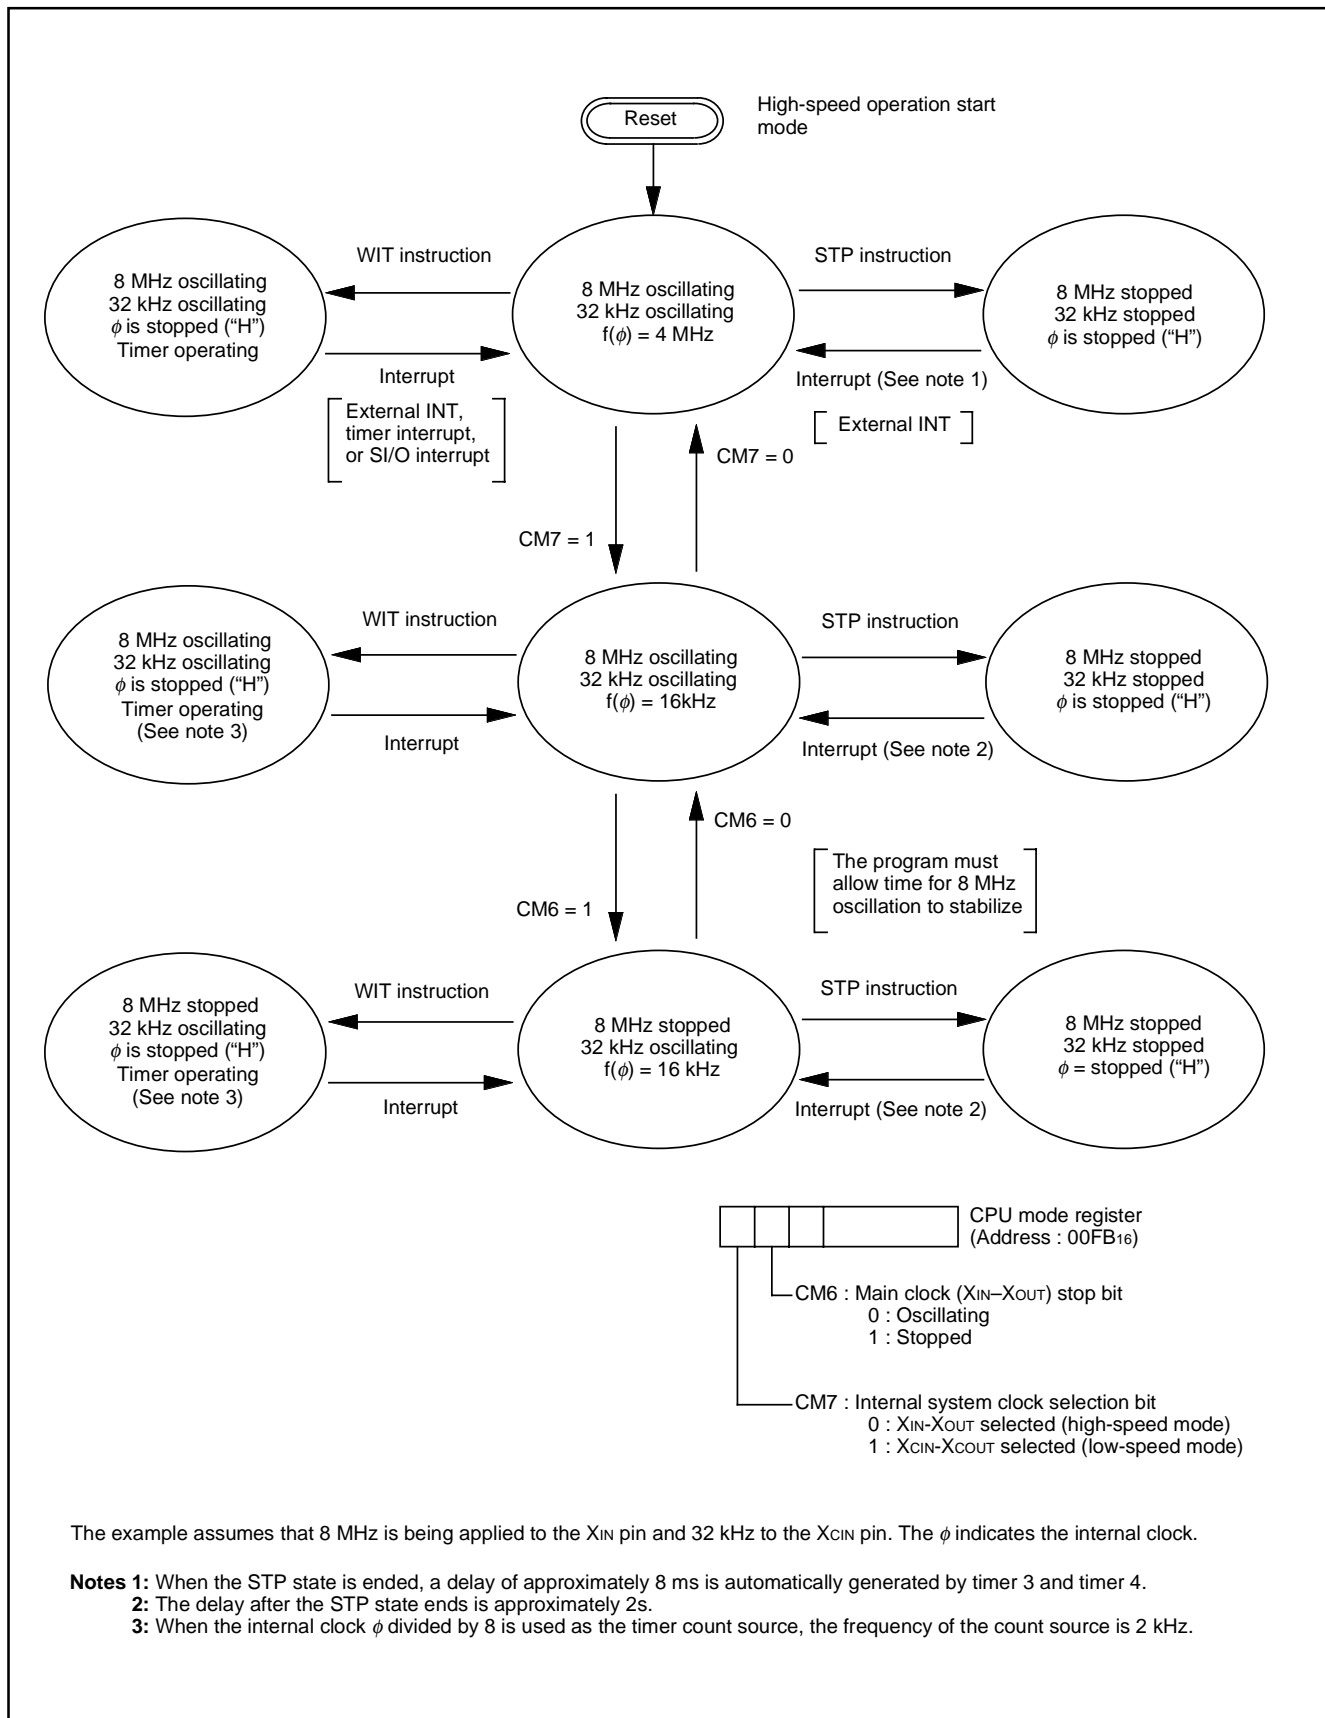 Reset
High-speed operation start
mode
WIT instruction
STP instruction
8 MHz oscillating
32 kHz oscillating
ϕ is stopped (“H”)
Timer operating
8 MHz oscillating
32 kHz oscillating
f(ϕ) = 4 MHz
8 MHz stopped
32 kHz stopped
ϕ is stopped (“H”)
Interrupt
External INT,
timer interrupt,
or SI/O interrupt
Interrupt (See note 1)
External INT
CM7 = 0
CM7 = 1
WIT instruction
STP instruction
8 MHz oscillating
32 kHz oscillating
ϕ is stopped (“H”)
Timer operating
(See note 3)
8 MHz oscillating
32 kHz oscillating
f(ϕ) = 16kHz
8 MHz stopped
32 kHz stopped
ϕ is stopped (“H”)
Interrupt
Interrupt (See note 2)
CM6 = 0
The program must
allow time for 8 MHz
oscillation to stabilize
CM6 = 1
WIT instruction
STP instruction
8 MHz stopped
32 kHz oscillating
ϕ is stopped (“H”)
Timer operating
(See note 3)
8 MHz stopped
32 kHz oscillating
f(ϕ) = 16 kHz
8 MHz stopped
32 kHz stopped
ϕ = stopped (“H”)
Interrupt
Interrupt (See note 2)
CPU mode register
(Address : 00FB16)
CM6 : Main clock (XIN–XOUT) stop bit
0 : Oscillating
1 : Stopped
CM7 : Internal system clock selection bit
0 : XIN-XOUT selected (high-speed mode)
1 : XCIN-XCOUT selected (low-speed mode)
The example assumes that 8 MHz is being applied to the XIN pin and 32 kHz to the XCIN pin. The ϕ indicates the internal clock.
Notes 1: When the STP state is ended, a delay of approximately 8 ms is automatically generated by timer 3 and timer 4.
2: The delay after the STP state ends is approximately 2s.
3: When the internal clock ϕ divided by 8 is used as the timer count source, the frequency of the count source is 2 kHz.